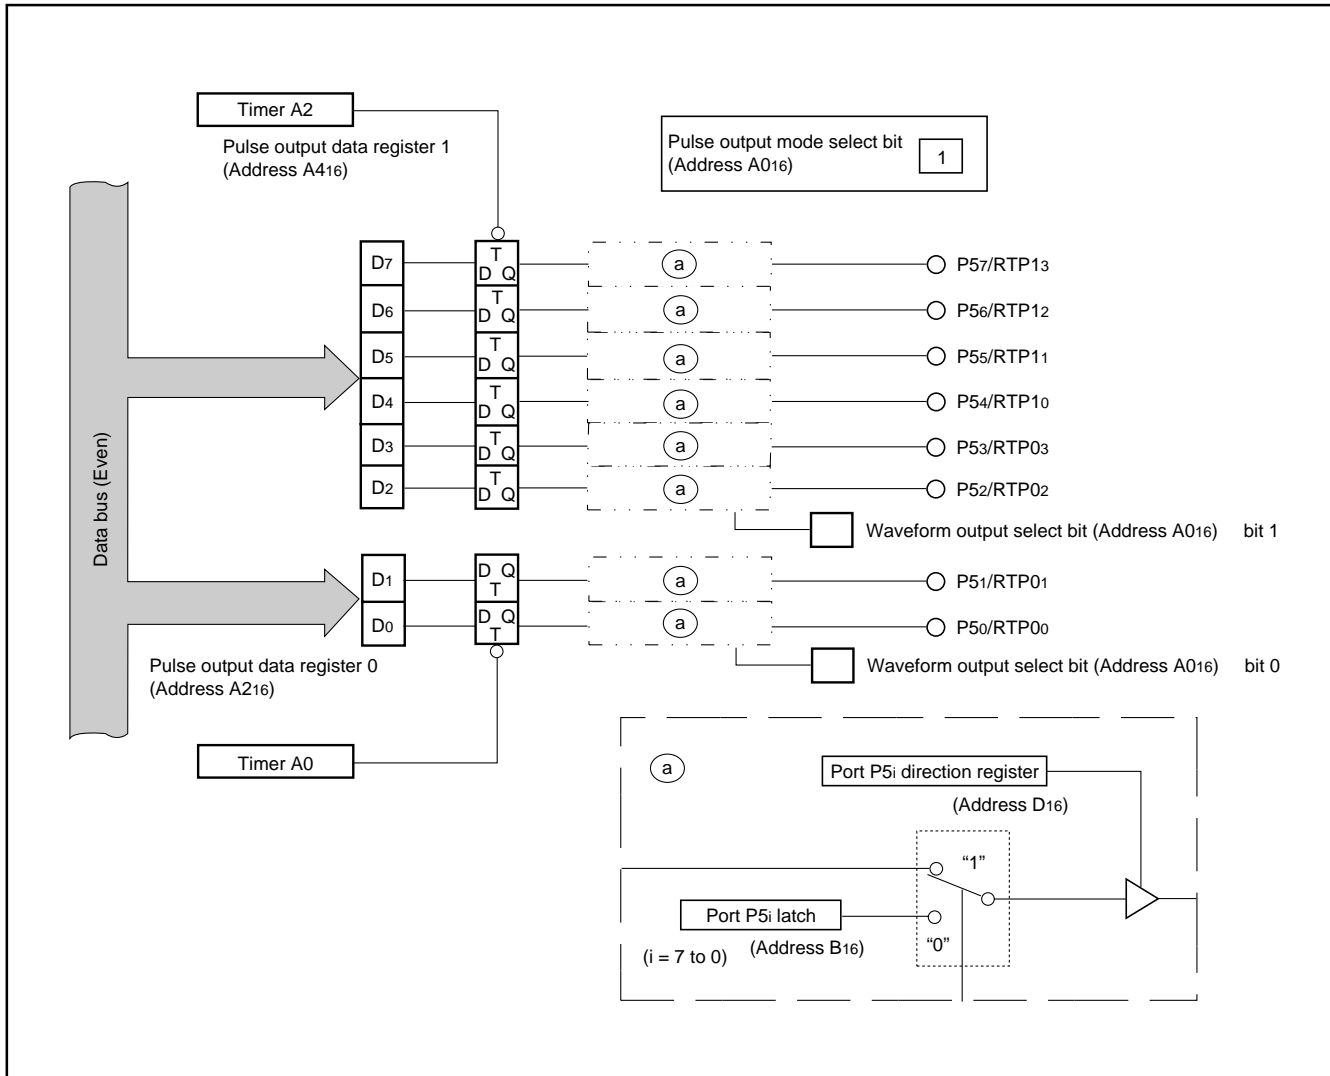 Timer A2
Pulse output data register 1
(Address A416)
Pulse output mode select bit
(Address A016)
1
Data bus (Even)
D7
T
D Q
a
P57/RTP13
D6
T
D Q
a
P56/RTP12
D5
T
D Q
a
P55/RTP11
D4
T
D Q
a
P54/RTP10
D3
T
D Q
a
P53/RTP03
D2
T
D Q
a
P52/RTP02
Waveform output select bit (Address A016) bit 1
D1
D Q
T
a
P51/RTP01
D0
D Q
T
a
P50/RTP00
Waveform output select bit (Address A016) bit 0
Pulse output data register 0
(Address A216)
Timer A0
a
Port P5i direction register
(Address D16)
“1”
Port P5i latch
“0”
(i = 7 to 0)
(Address B16)